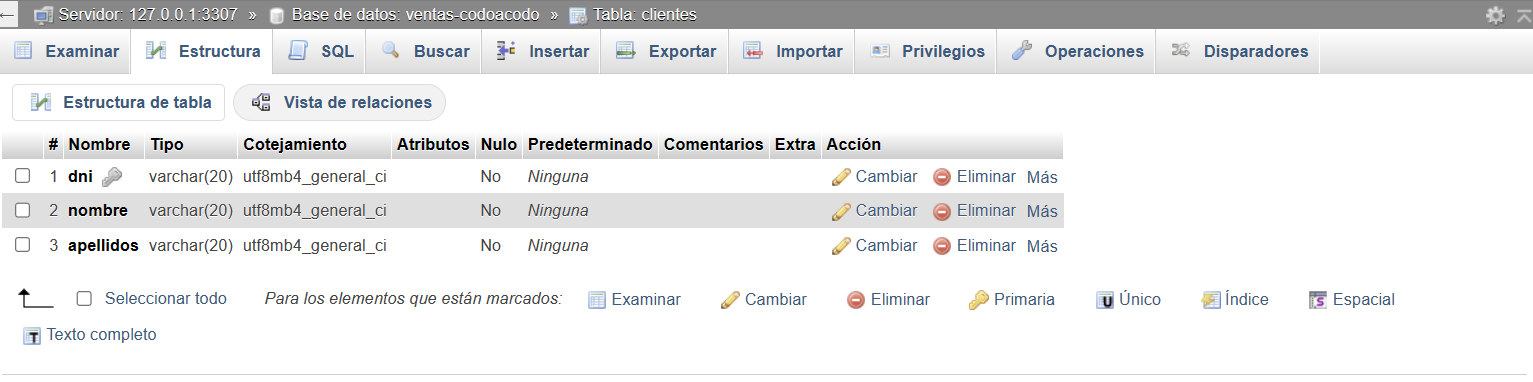 Servidor: 127.0.0.1:3307 » Base de datos: ventas-codoacodo » Tabla: clientes
Examinar Estructura SQL Buscar Insertar Exportar Importar Privilegios Operaciones Disparadores
Estructura de tabla Vista de relaciones
# Nombre Tipo Cotejamiento Atributos Nulo Predeterminado Comentarios Extra Acción
1 dni varchar(20) utf8mb4_general_ci No Ninguna Cambiar Eliminar Más
2 nombre varchar(20) utf8mb4_general_ci No Ninguna Cambiar Eliminar Más
3 apellidos varchar(20) utf8mb4_general_ci No Ninguna Cambiar Eliminar Más
Seleccionar todo Para los elementos que están marcados: Examinar Cambiar Eliminar Primaria U Único Índice S Espacial
T Texto completo